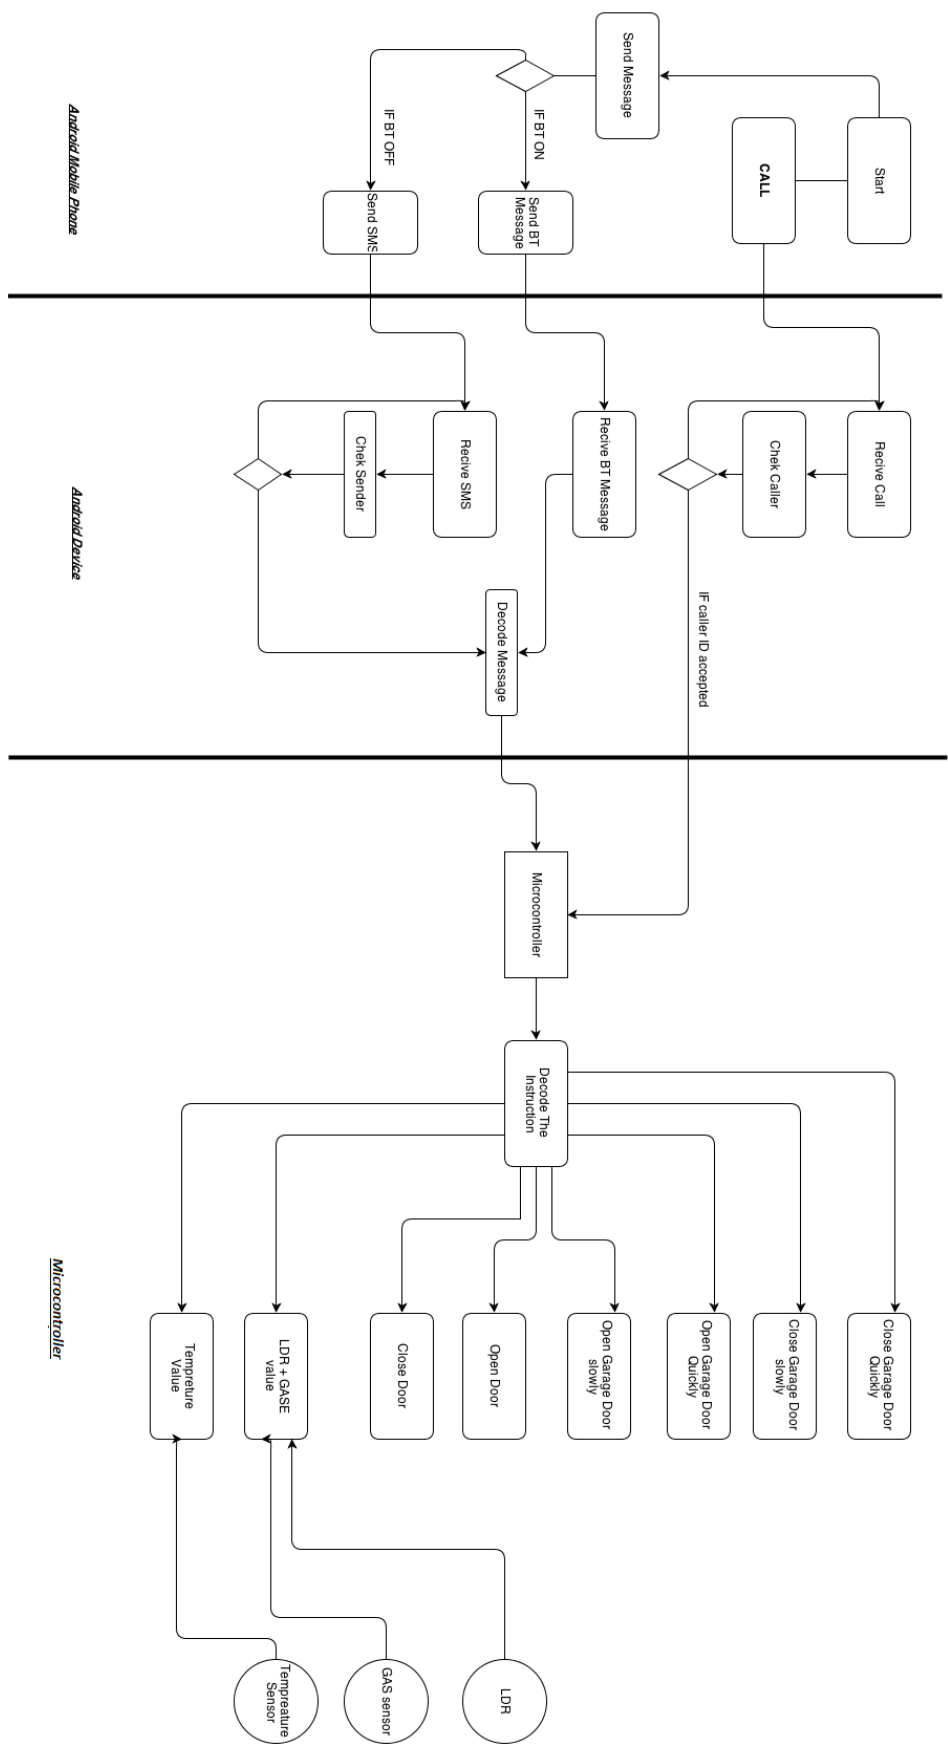 Start
CALL
Send Message
IF BT ON
IF BT OFF
Send BT
Message
Send SMS
Android Mobile Phone
Recive Call
Chek Caller
IF caller ID accepted
Recive BT Message
Recive SMS
Chek Sender
Decode Message
Android Device
Microcontroller
Decode The
Instruction
Close Garage Door
Quickly
Close Garage Door
slowly
Open Garage Door
Quickly
Open Garage Door
slowly
Open Door
Close Door
LDR + GASE
value
Tempreture
Value
LDR
GAS sensor
Tempreature
Sensor
Microcontroller